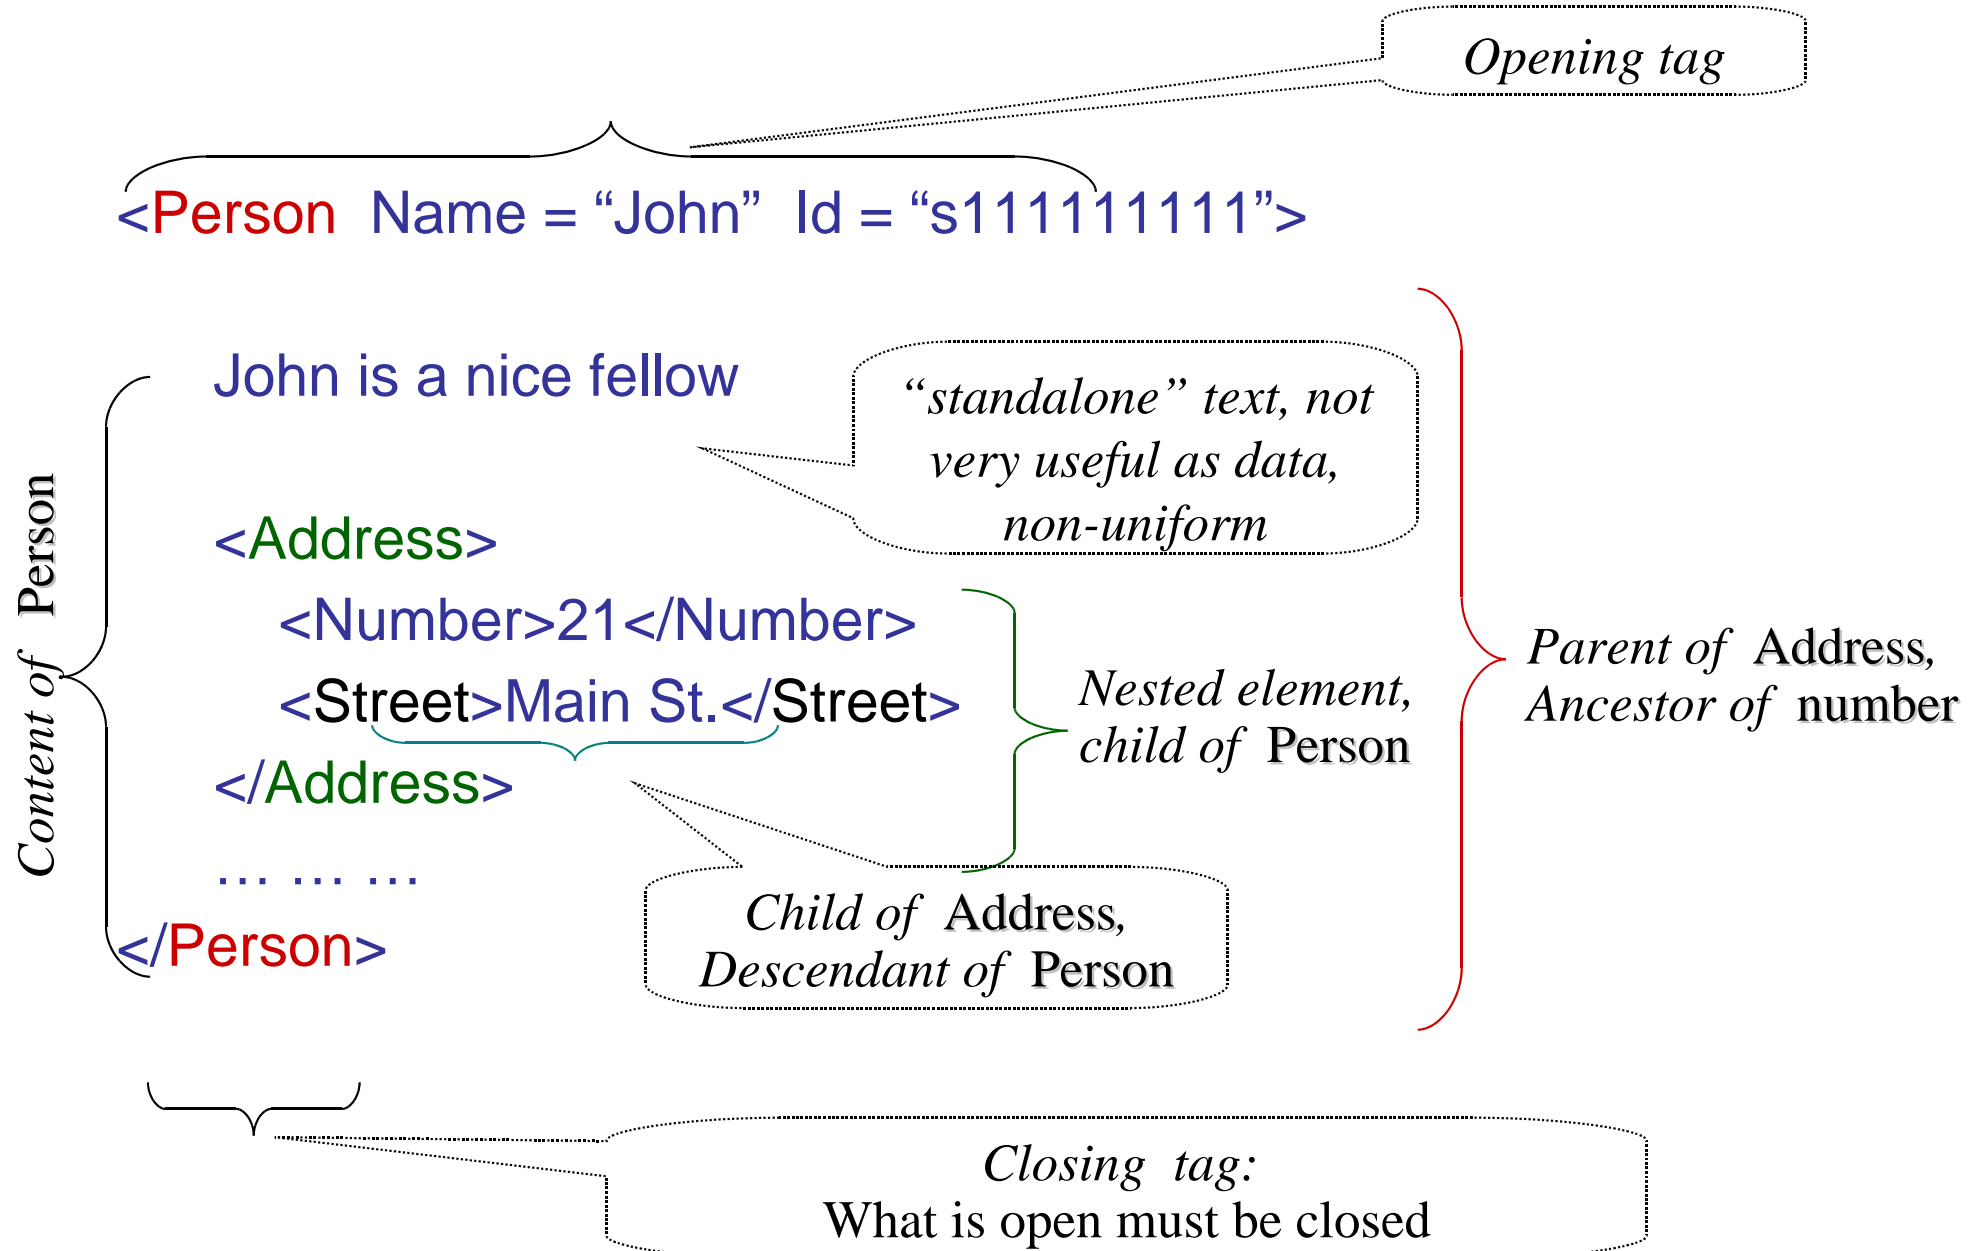 Opening tag
<Person  Name = “John”  Id = “s111111111”>
John is a nice fellow
“standalone” text, not
very useful as data,
non-uniform
<Address>
<Number>21</Number>
<Street>Main St.</Street>
</Address>
… … …
</Person>
Content of Person
Nested element,
child of Person
Parent of Address,
Ancestor of number
Child of Address,
Descendant of Person
Closing tag:
What is open must be closed